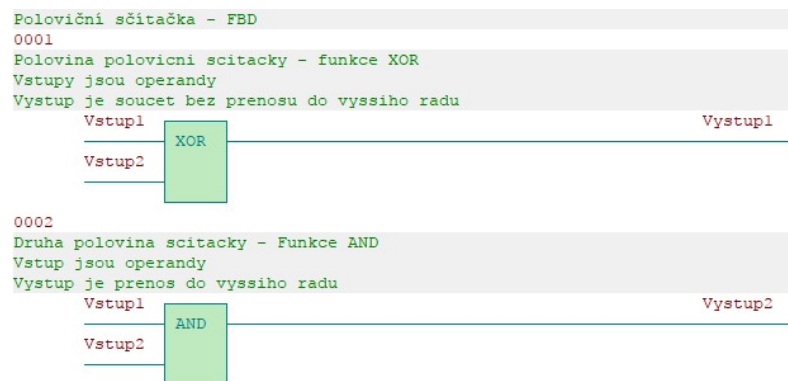 Poloviční sčítačka - FBD
0001
Polovina polovicni scitacky - funkce XOR
Vstupy jsou operandy
Vystup je soucet bez prenosu do vyssiho radu
Vstup1 Vystup1
XOR
Vstup2
0002
Druha polovina scitacky - Funkce AND
Vstup jsou operandy
Vystup je prenos do vyssiho radu
Vstup1 Vystup2
AND
Vstup2